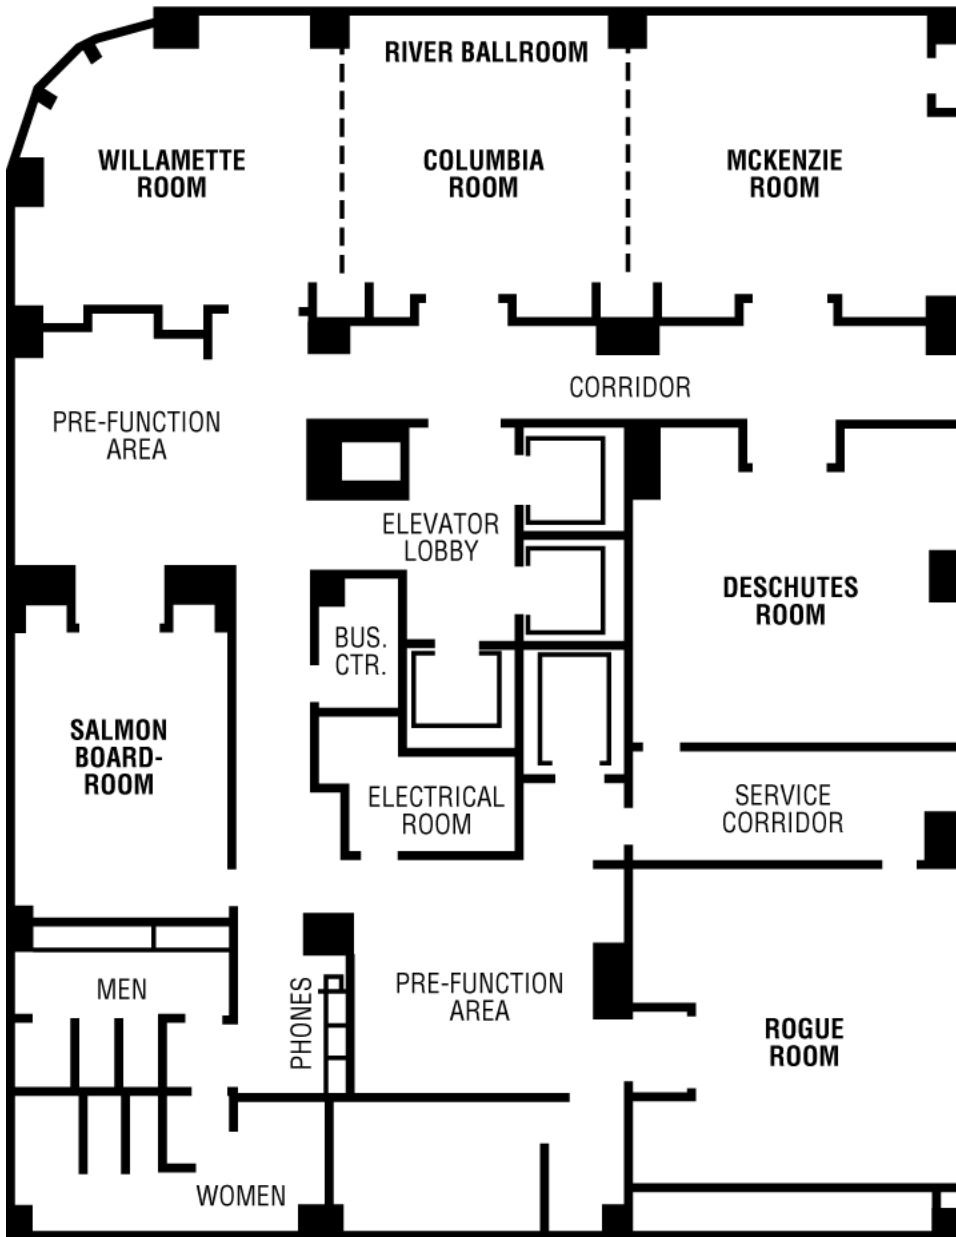 RIVER BALLROOM
WILLAMETTE
ROOM
COLUMBIA
ROOM
MCKENZIE
ROOM
CORRIDOR
PRE-FUNCTION
AREA
ELEVATOR
LOBBY
DESCHUTES
ROOM
BUS.
CTR.
SALMON
BOARD-
ROOM
ELECTRICAL
ROOM
SERVICE
CORRIDOR
MEN
PHONES
PRE-FUNCTION
AREA
ROGUE
ROOM
WOMEN